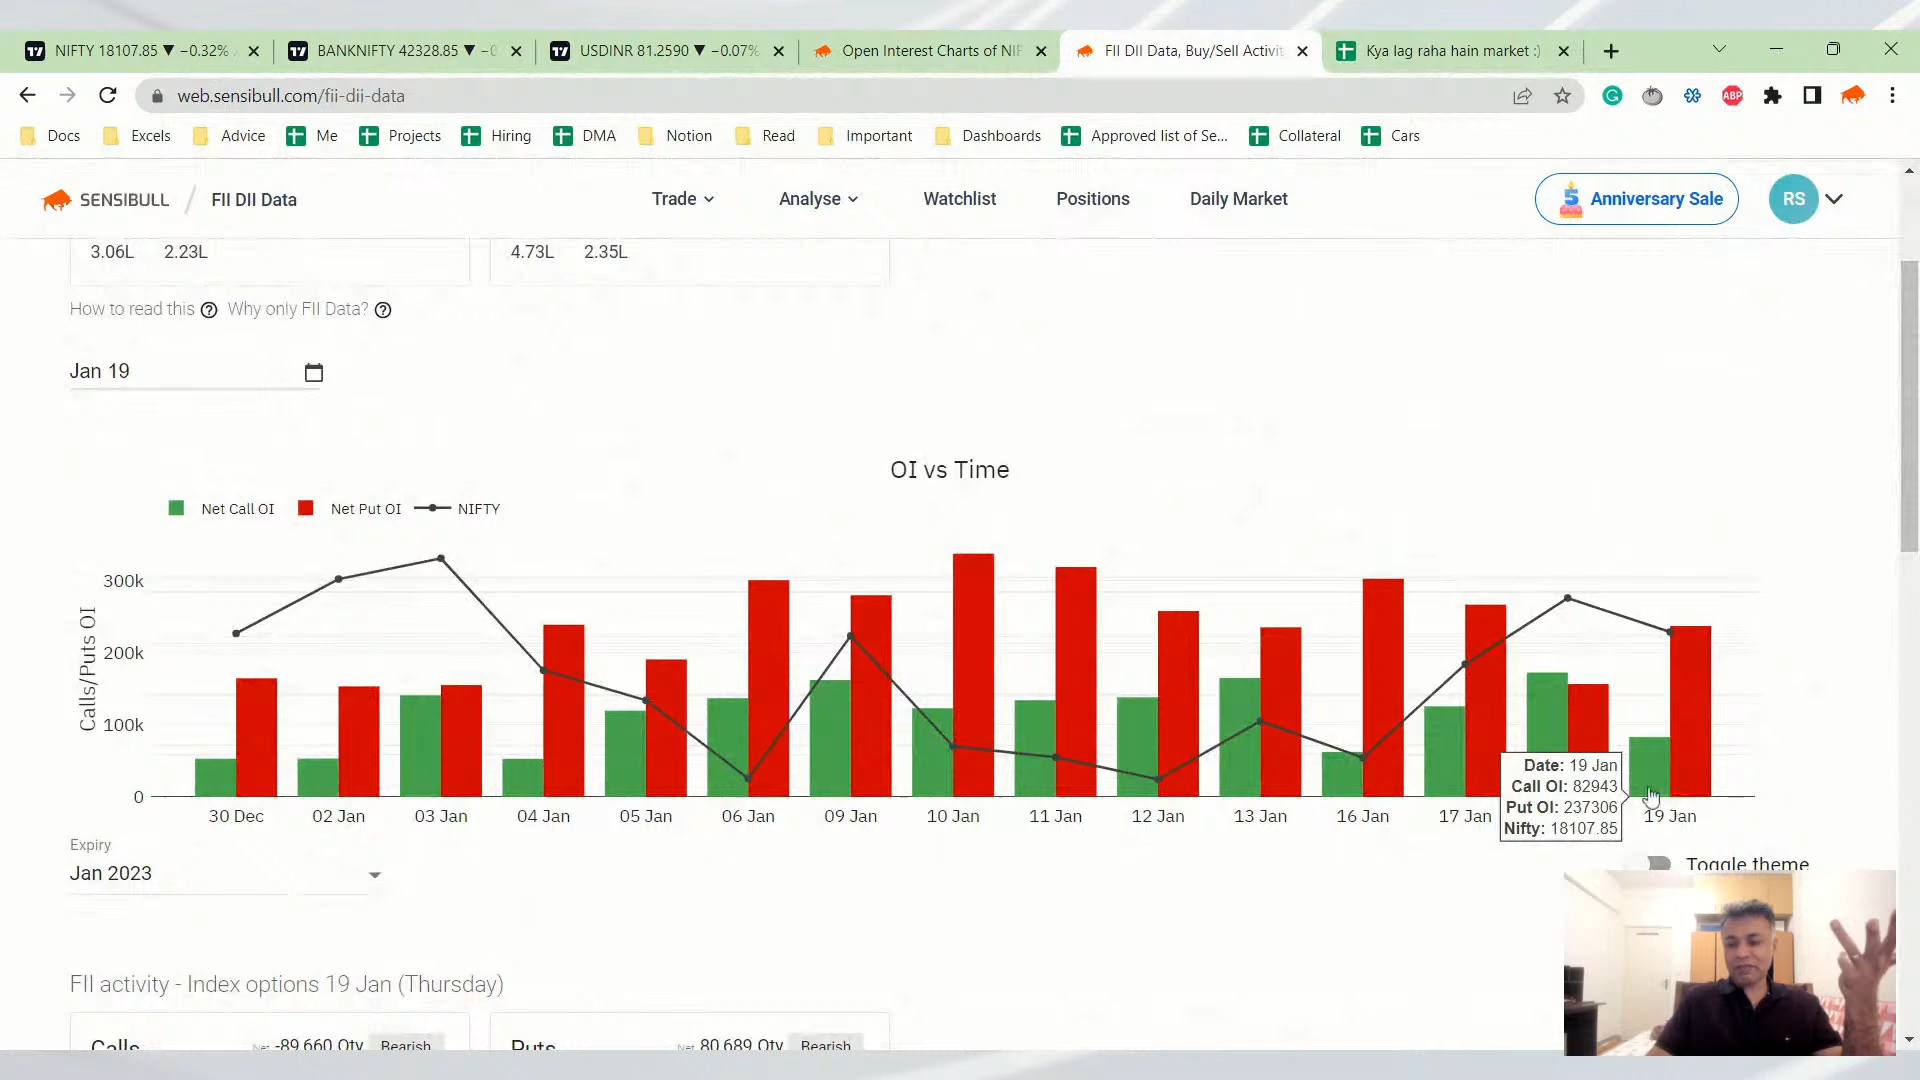 NIFTY 18107.85 ▼ −0.32%
BANKNIFTY 42328.85 ▼ −0
USDINR 81.2590 ▼ −0.07%
Open Interest Charts of NIF
FII DII Data, Buy/Sell Activit
Kya lag raha hain market :)
web.sensibull.com/fii-dii-data
ABP
Docs Excels Advice Me Projects Hiring DMA Notion Read Important Dashboards Approved list of Se... Collateral Cars
SENSIBULL / FII DII Data
Trade Analyse Watchlist Positions Daily Market
5 Anniversary Sale
RS
3.06L 2.23L
4.73L 2.35L
How to read this ? Why only FII Data? ?
Jan 19
OI vs Time
Net Call OI Net Put OI NIFTY
Calls/Puts OI
300k
200k
100k
0
30 Dec 02 Jan 03 Jan 04 Jan 05 Jan 06 Jan 09 Jan 10 Jan 11 Jan 12 Jan 13 Jan 16 Jan 17 Jan 19 Jan
Date: 19 Jan
Call OI: 82943
Put OI: 237306
Nifty: 18107.85
Expiry
Jan 2023
Toggle theme
FII activity - Index options 19 Jan (Thursday)
Calls Net -89,660 Qty Bearish
Puts Net 80,689 Qty Bearish